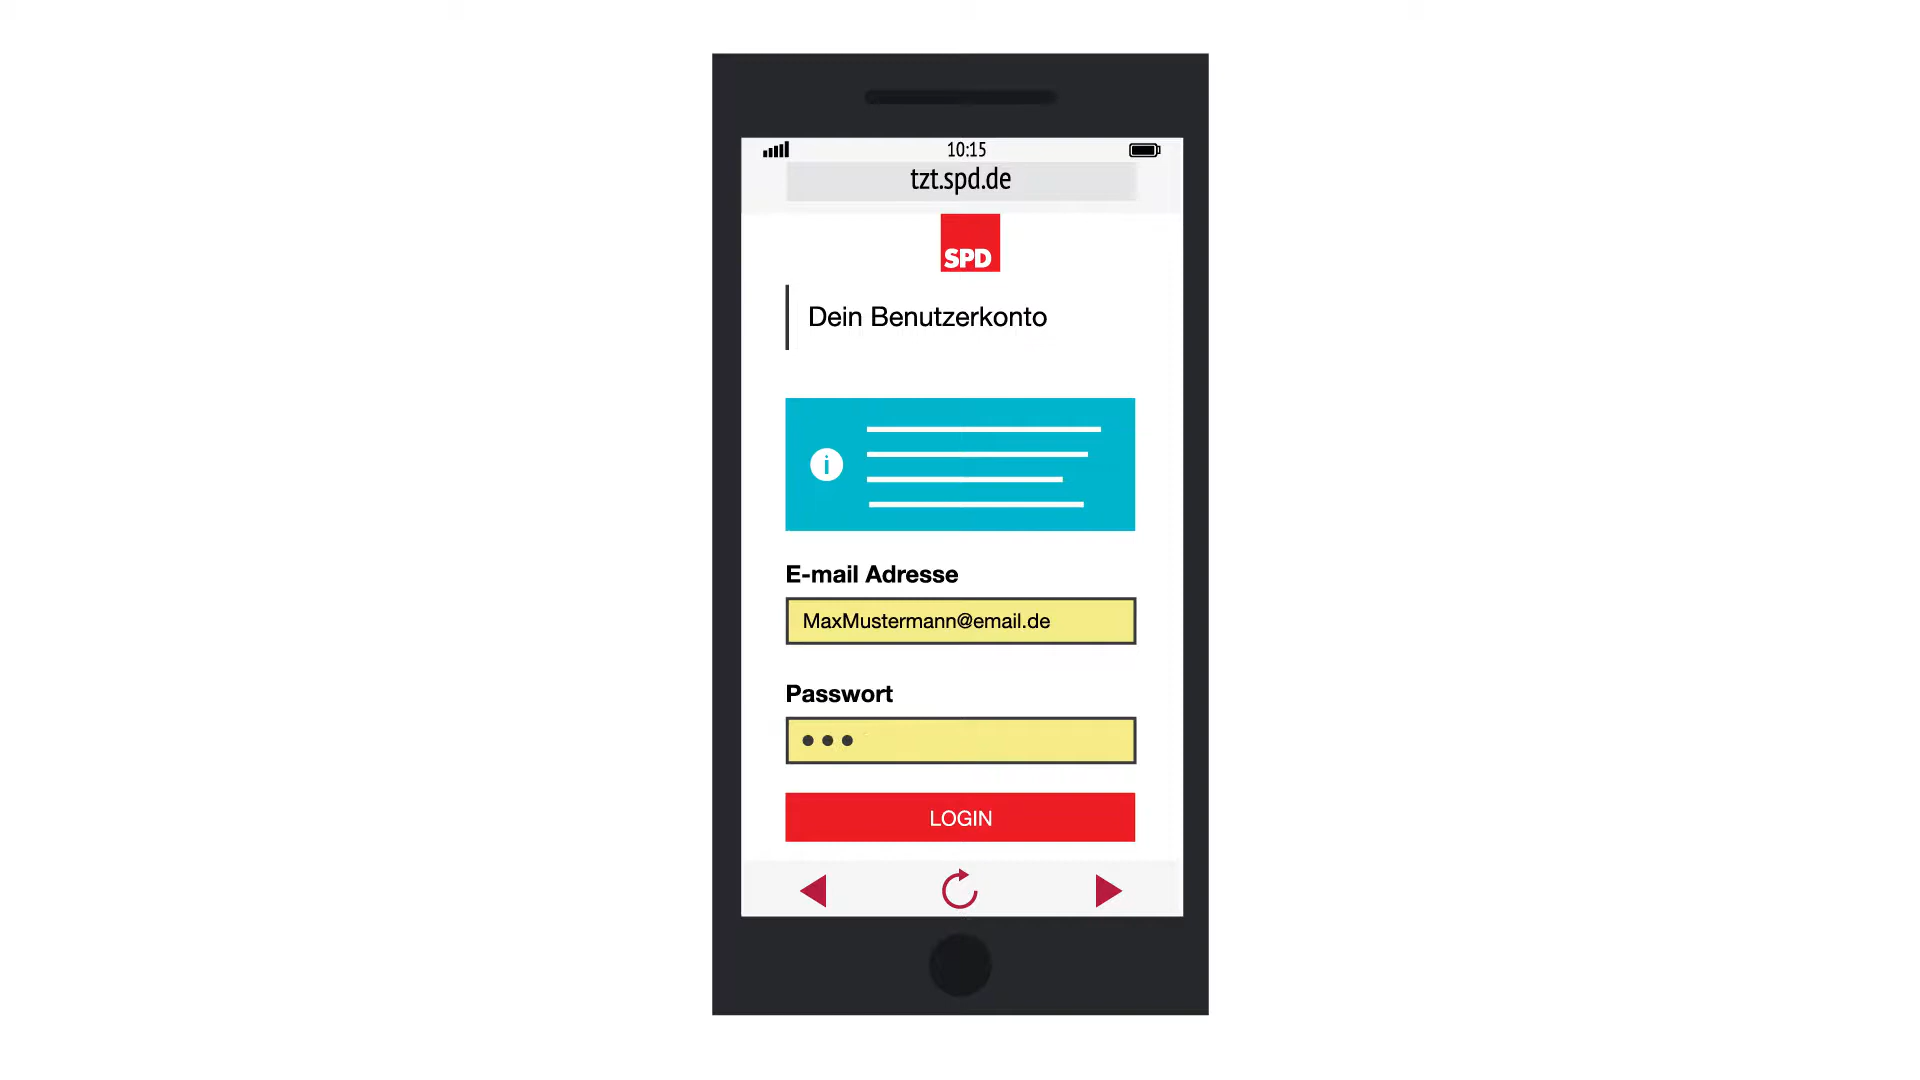 10:15
tzt.spd.de
SPD
Dein Benutzerkonto
i
E-mail Adresse
MaxMustermann@email.de
Passwort
LOGIN